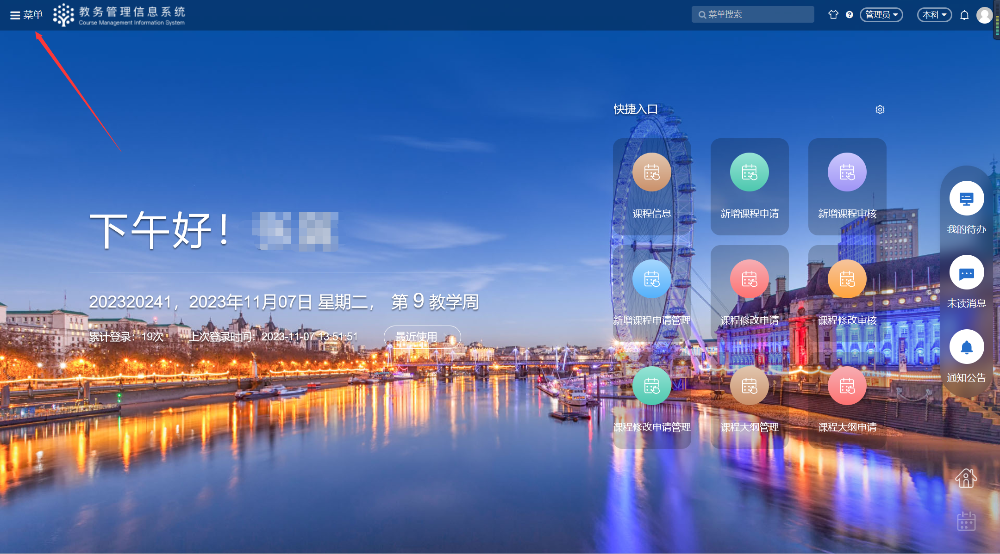 菜单
教务管理信息系统
Course Management Information System
菜单搜索
管理员
本科
快捷入口
课程信息
新增课程申请
新增课程审核
我的待办
下午好！
新增课程申请管理
课程修改申请
课程修改审核
未读消息
202320241，2023年11月07日 星期二， 第 9 教学周
累计登录：19次 上次登录时间：2023-11-07 13:51:51 最近使用
通知公告
课程修改申请管理
课程大纲管理
课程大纲申请